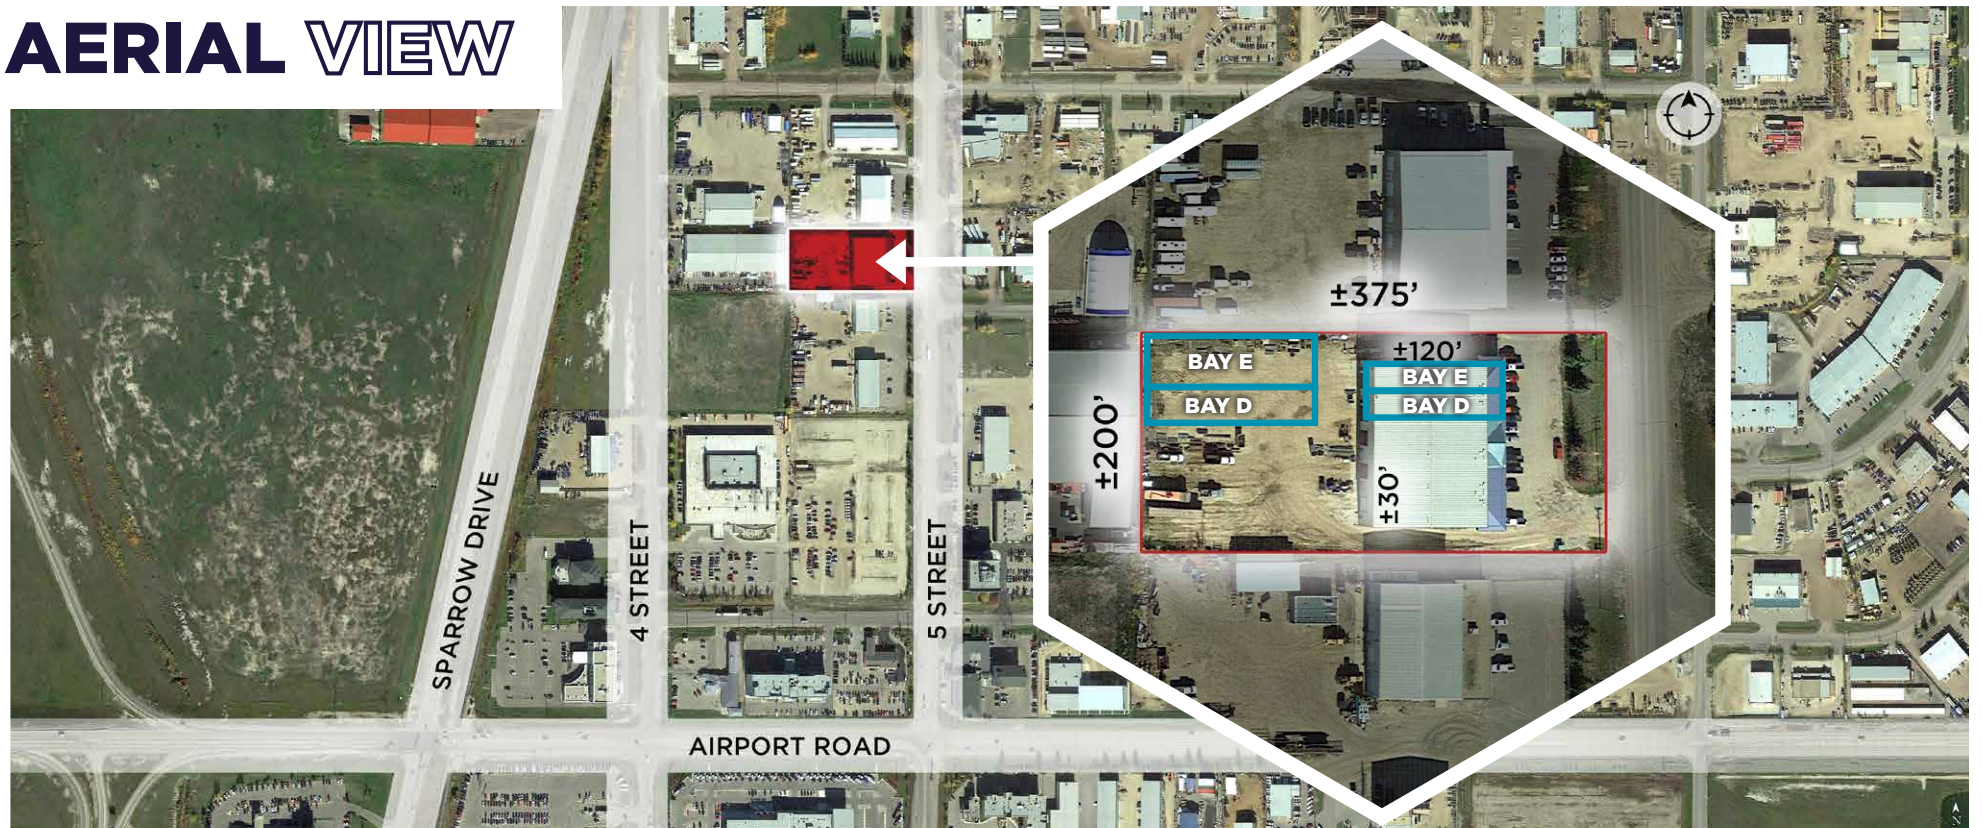 AERIAL VIEW
±375’
±120’
BAY E
BAY E
BAY D
BAY D
±200’
±30’
SPARROW DRIVE
4 STREET
5 STREET
AIRPORT ROAD
N